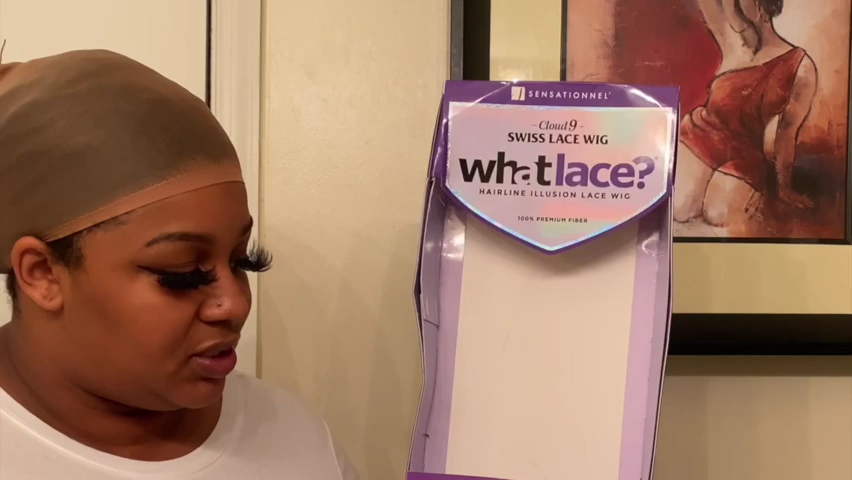 SENSATIONNEL
Cloud 9
SWISS LACE WIG
whatlace?
HAIRLINE ILLUSION LACE WIG
100% PREMIUM FIBER